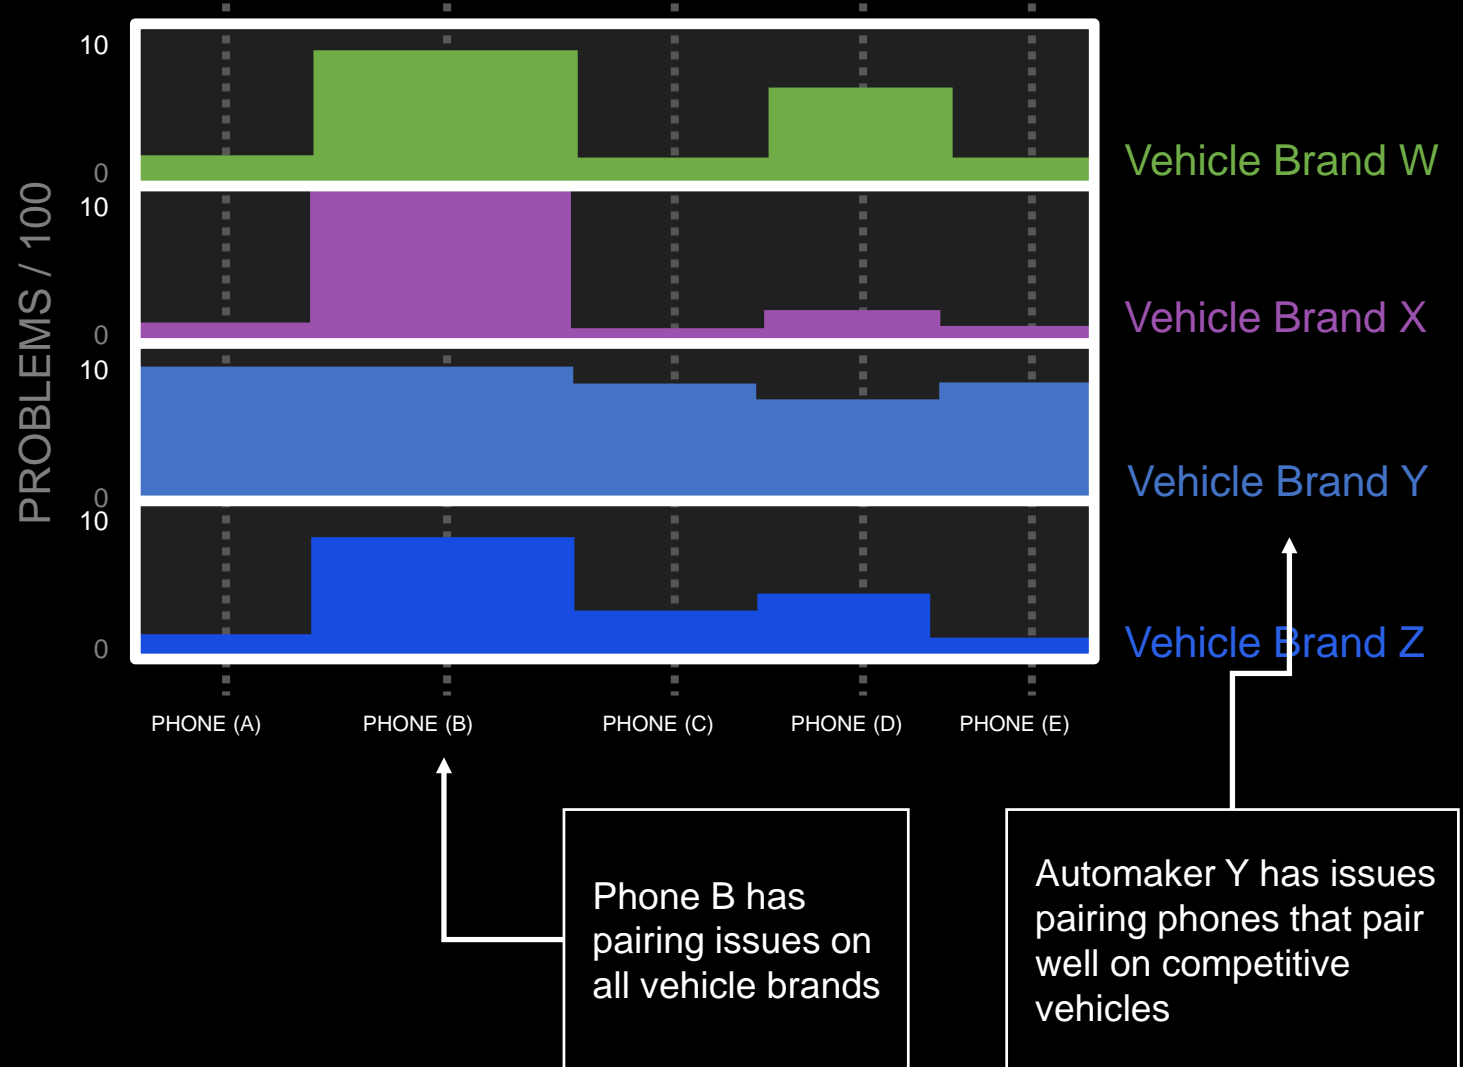 PROBLEMS / 100
10
0
Vehicle Brand W
10
0
Vehicle Brand X
10
0
Vehicle Brand Y
10
0
Vehicle Brand Z
PHONE (A)
PHONE (B)
PHONE (C)
PHONE (D)
PHONE (E)
Phone B has
pairing issues on
all vehicle brands
Automaker Y has issues
pairing phones that pair
well on competitive
vehicles